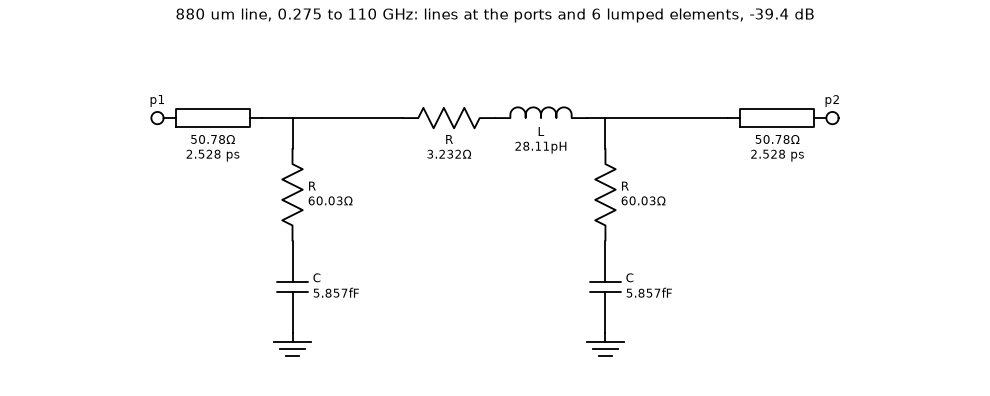 880 um line, 0.275 to 110 GHz: lines at the ports and 6 lumped elements, -39.4 dB
p1
p2
50.78Ω
2.528 ps
R
3.232Ω
L
28.11pH
50.78Ω
2.528 ps
R
60.03Ω
R
60.03Ω
C
5.857fF
C
5.857fF